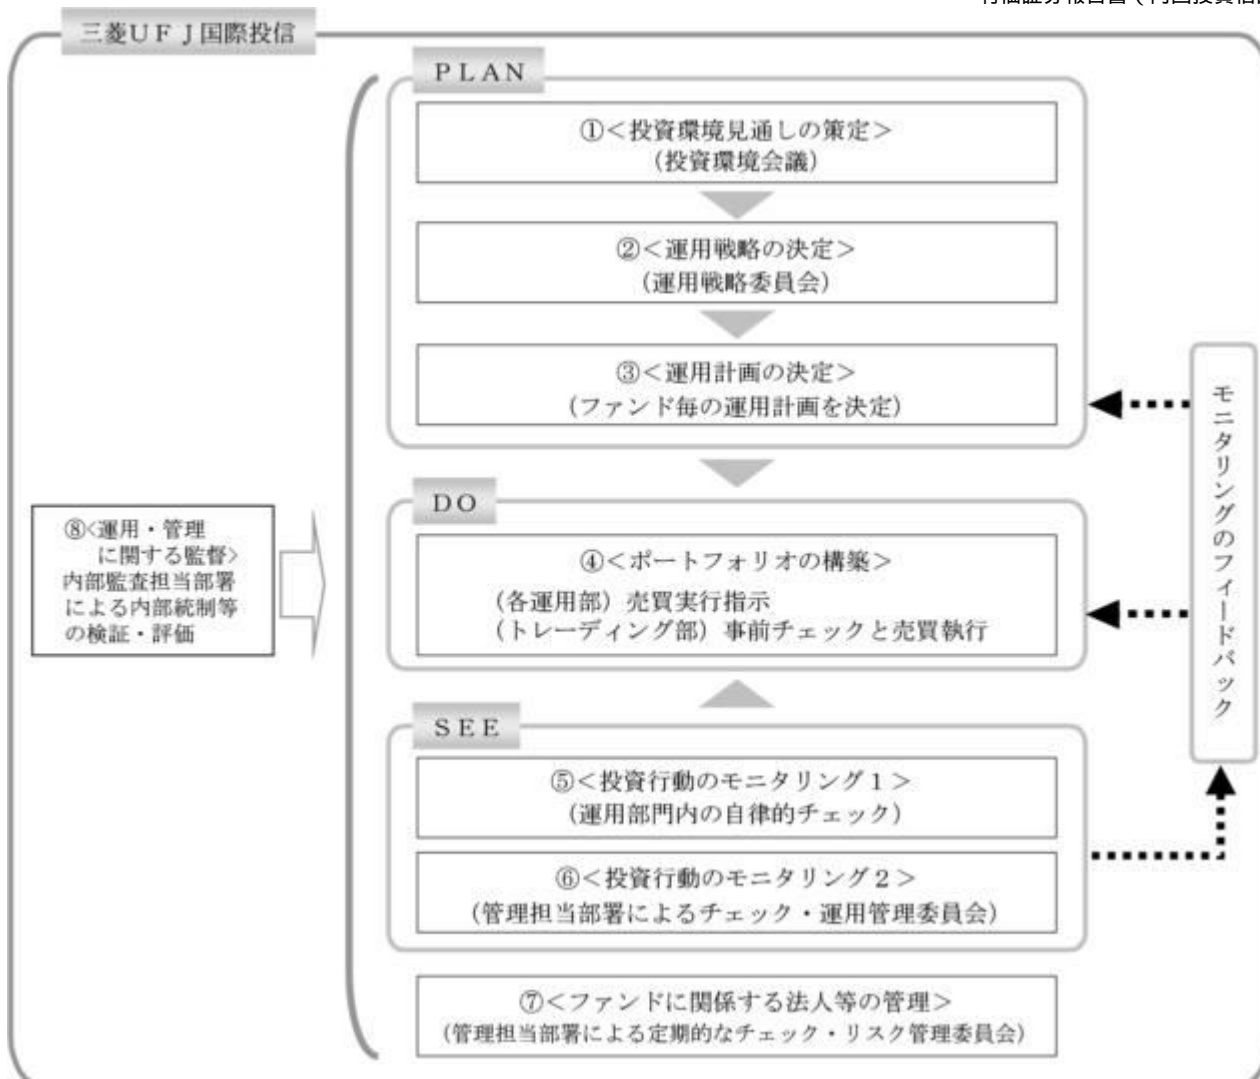 三菱UFJ国際投信
PLAN
①＜投資環境見通しの策定＞
（投資環境会議）
②＜運用戦略の決定＞
（運用戦略委員会）
③＜運用計画の決定＞
（ファンド毎の運用計画を決定）
DO
④＜ポートフォリオの構築＞
（各運用部）売買実行指示
（トレーディング部）事前チェックと売買執行
SEE
⑤＜投資行動のモニタリング１＞
（運用部門内の自律的チェック）
⑥＜投資行動のモニタリング２＞
（管理担当部署によるチェック・運用管理委員会）
⑦＜ファンドに関係する法人等の管理＞
（管理担当部署による定期的なチェック・リスク管理委員会）
⑧＜運用・管理
に関する監督＞
内部監査担当部署
による内部統制等
の検証・評価
モニタリングのフィードバック